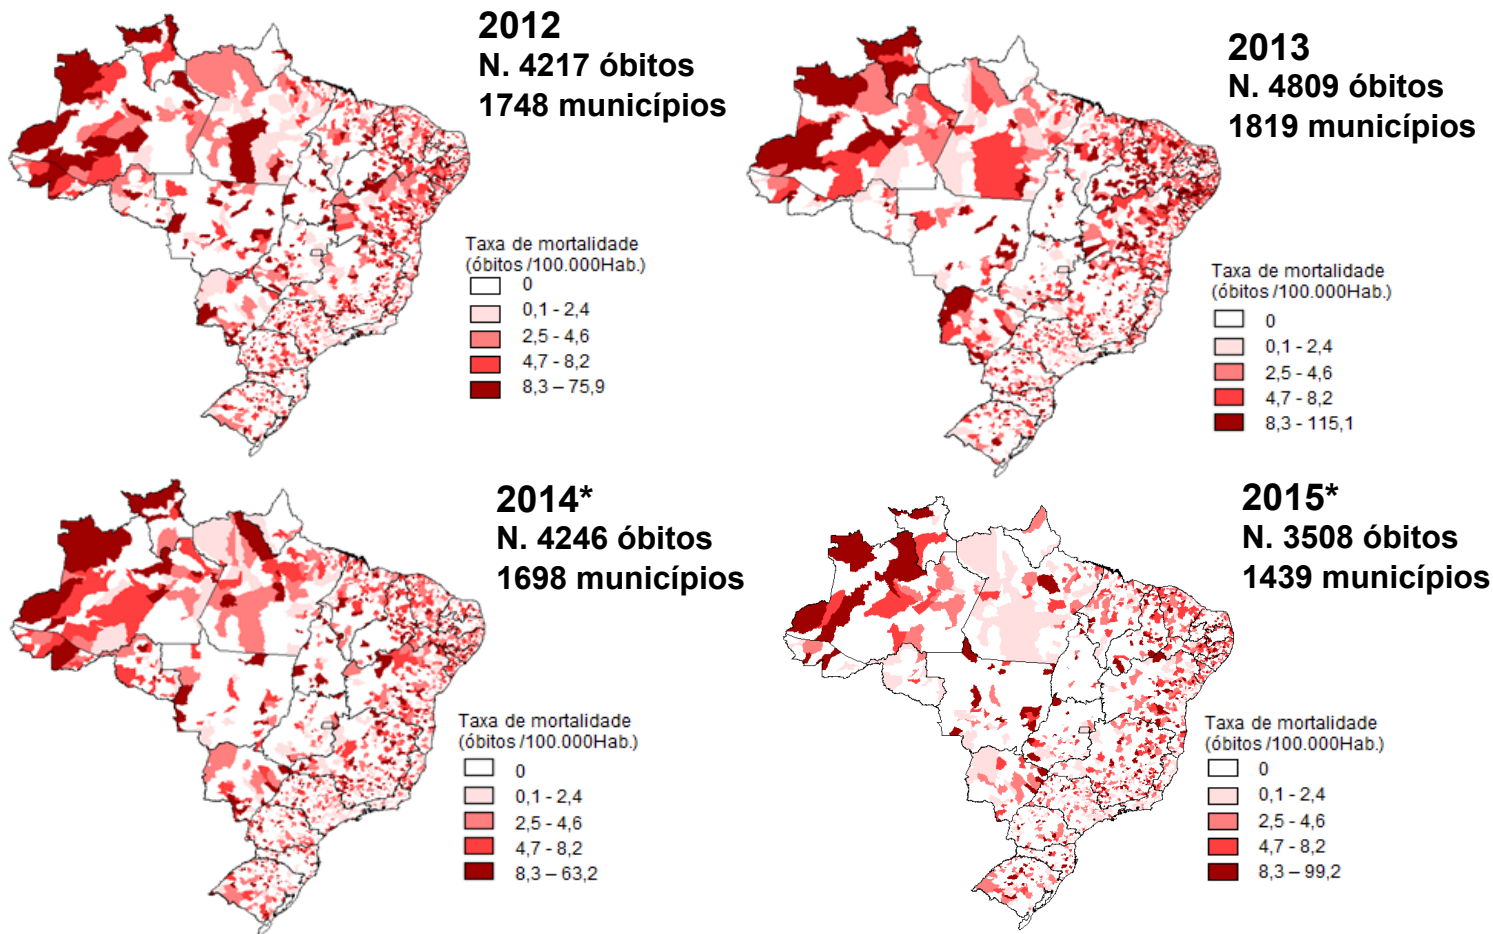 2012
N. 4217 óbitos
1748 municípios
Taxa de mortalidade
(óbitos /100.000Hab.)
0
0,1 - 2,4
2,5 - 4,6
4,7 - 8,2
8,3 – 75,9
2013
N. 4809 óbitos
1819 municípios
Taxa de mortalidade
(óbitos /100.000Hab.)
0
0,1 - 2,4
2,5 - 4,6
4,7 - 8,2
8,3 - 115,1
2014*
N. 4246 óbitos
1698 municípios
Taxa de mortalidade
(óbitos /100.000Hab.)
0
0,1 - 2,4
2,5 - 4,6
4,7 - 8,2
8,3 – 63,2
2015*
N. 3508 óbitos
1439 municípios
Taxa de mortalidade
(óbitos /100.000Hab.)
0
0,1 - 2,4
2,5 - 4,6
4,7 - 8,2
8,3 – 99,2